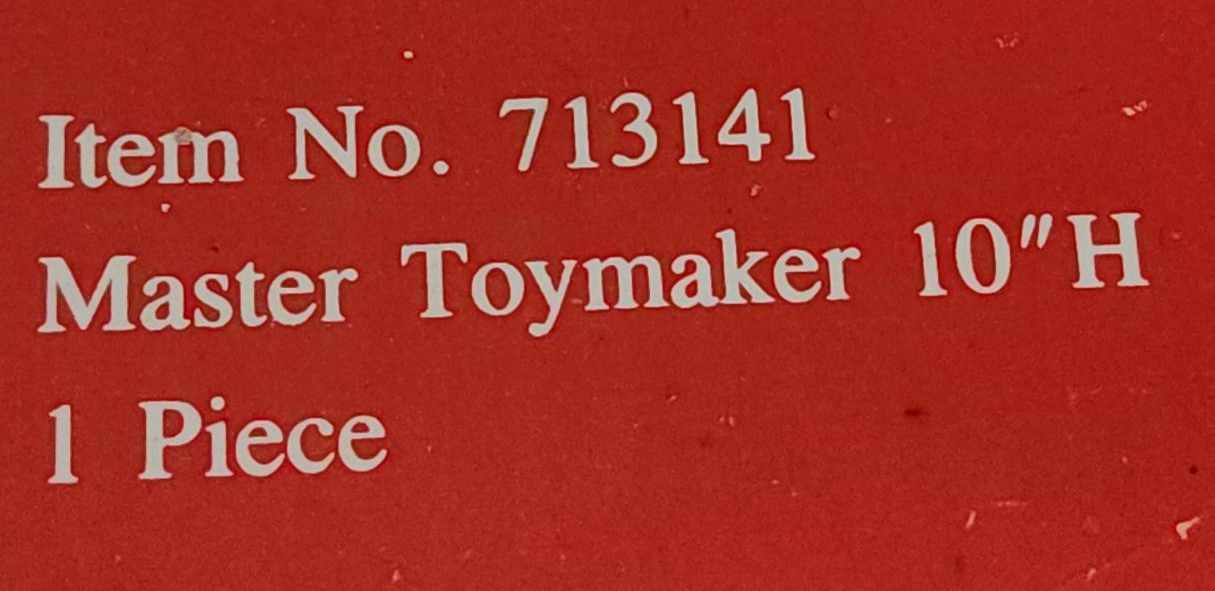 Item No. 713141
Master Toymaker 10"H
1 Piece